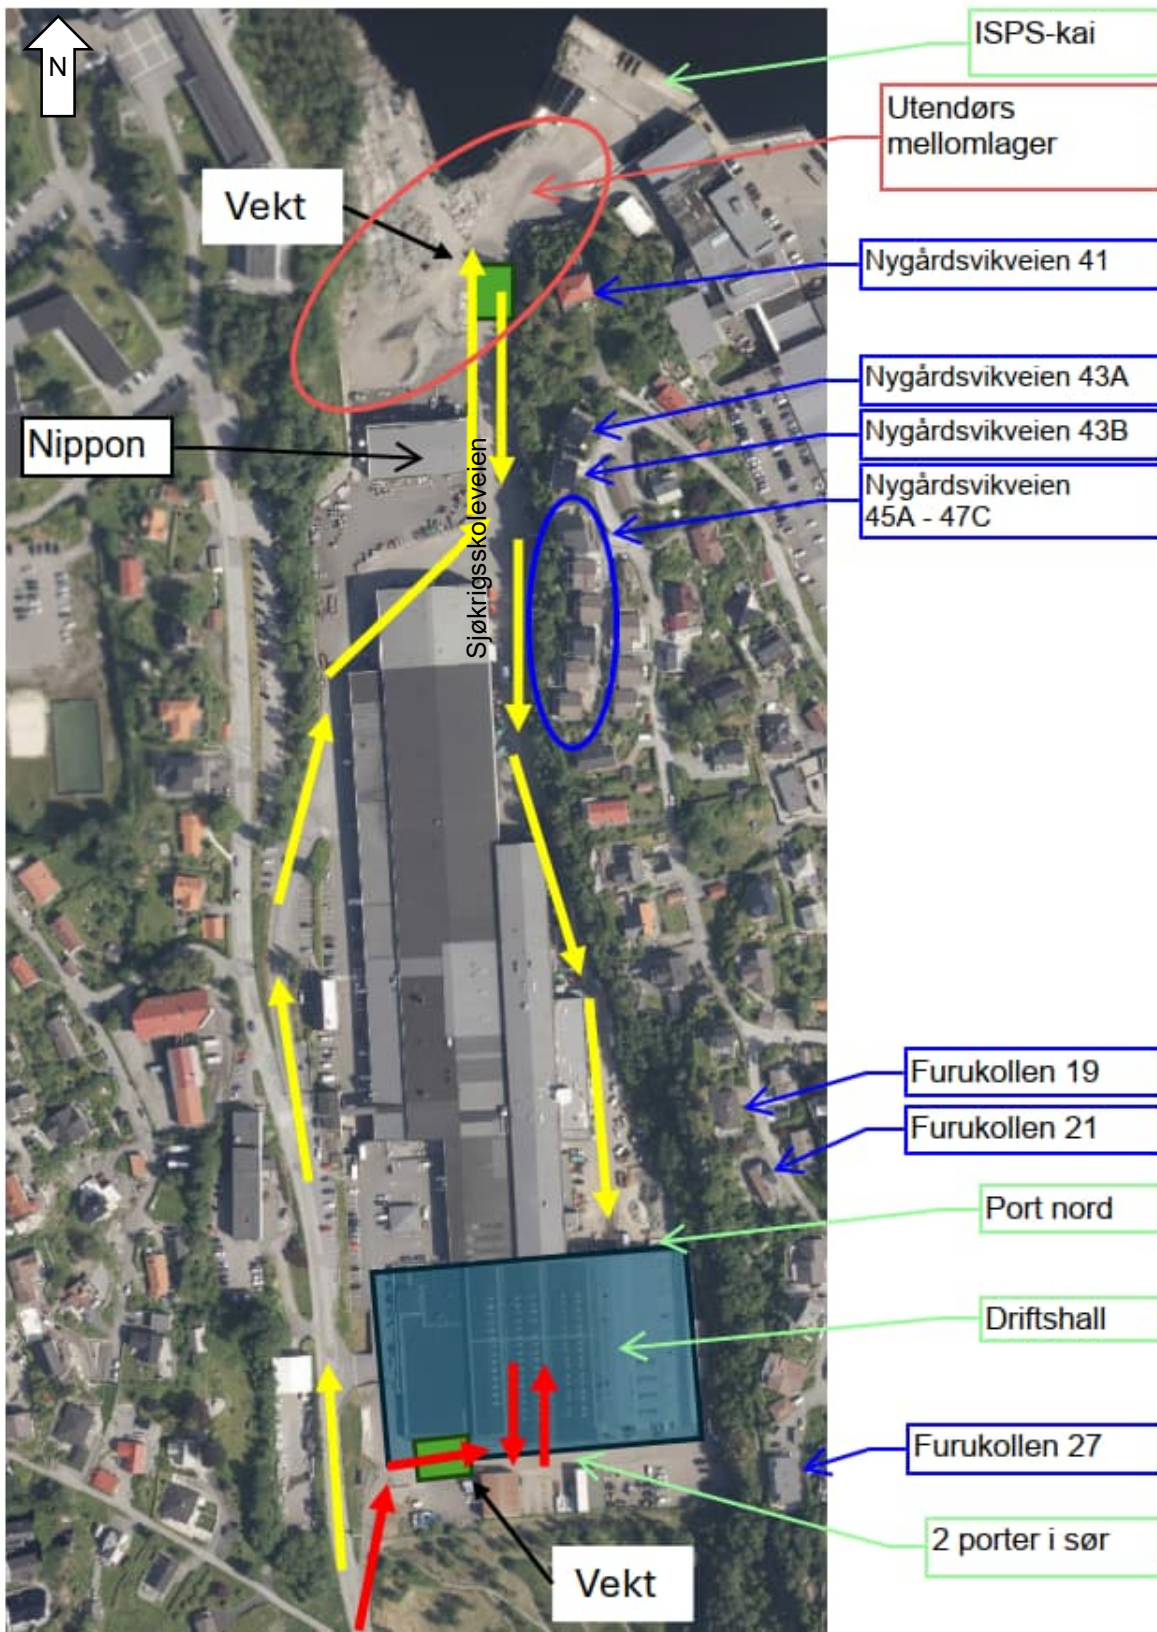 N
ISPS-kai
Utendørs
mellomlager
Vekt
Nygårdsvikveien 41
Nygårdsvikveien 43A
Nygårdsvikveien 43B
Nippon
Nygårdsvikveien
45A - 47C
Sjøkrigsskoleveien
Furukollen 19
Furukollen 21
Port nord
Driftshall
Furukollen 27
2 porter i sør
Vekt